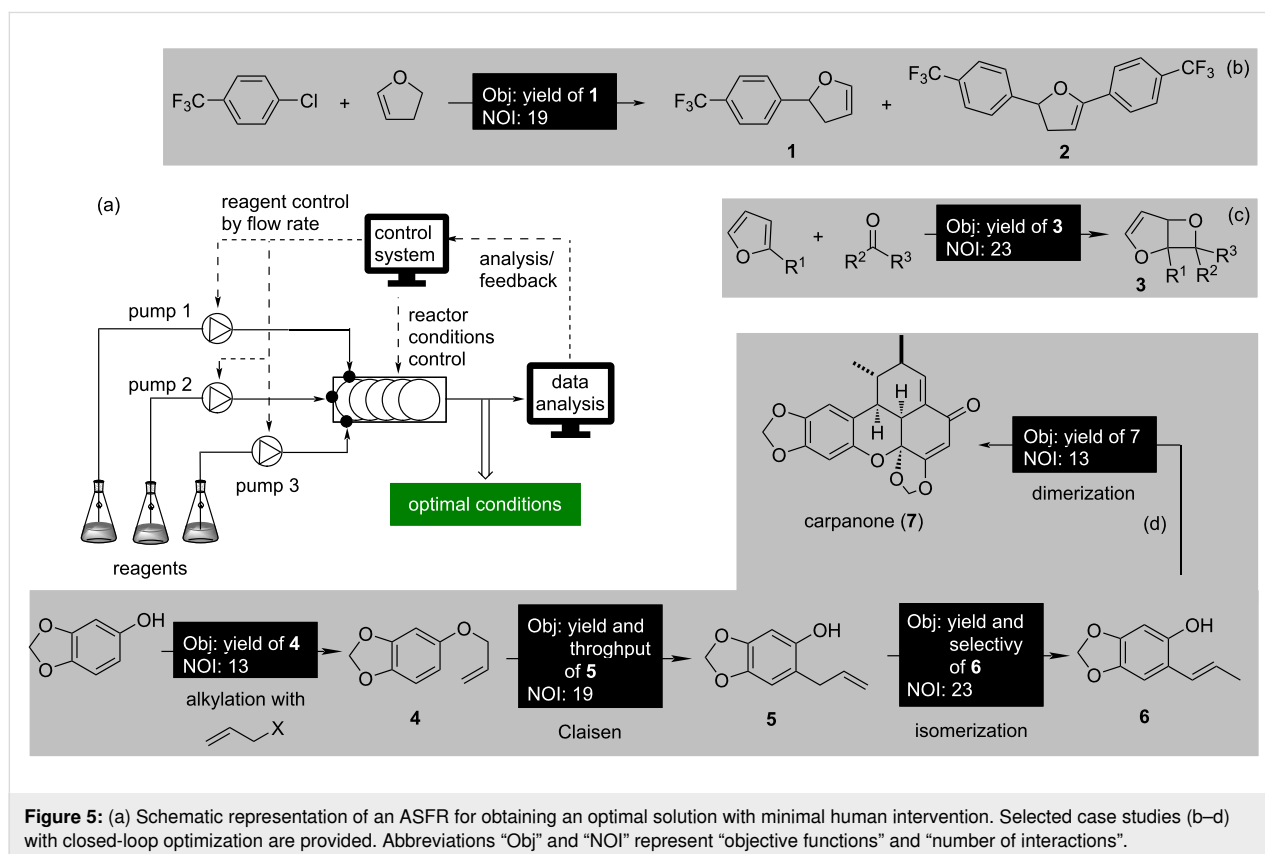 F₃C
Cl
+
O
Obj: yield of 1
NOI: 19
F₃C
O
1
+
CF₃
O
CF₃
2
(b)
(a)
reagent control
by flow rate
control
system
analysis/
feedback
pump 1
reactor
conditions
control
pump 2
data
analysis
pump 3
optimal conditions
reagents
(c)
O
R¹
+
O
R²
R³
Obj: yield of 3
NOI: 23
O
O
R¹
R²
R³
3
H
H
O
O
O
O
O
O
carpanone (7)
Obj: yield of 7
NOI: 13
dimerization
(d)
O
O
OH
Obj: yield of 4
NOI: 13
alkylation with
X
O
O
O
4
Obj: yield and
throghput
of 5
NOI: 19
Claisen
O
O
OH
5
Obj: yield and
selectivy
of 6
NOI: 23
isomerization
O
O
OH
6
Figure 5: (a) Schematic representation of an ASFR for obtaining an optimal solution with minimal human intervention. Selected case studies (b–d)
with closed-loop optimization are provided. Abbreviations “Obj” and “NOI” represent “objective functions” and “number of interactions”.